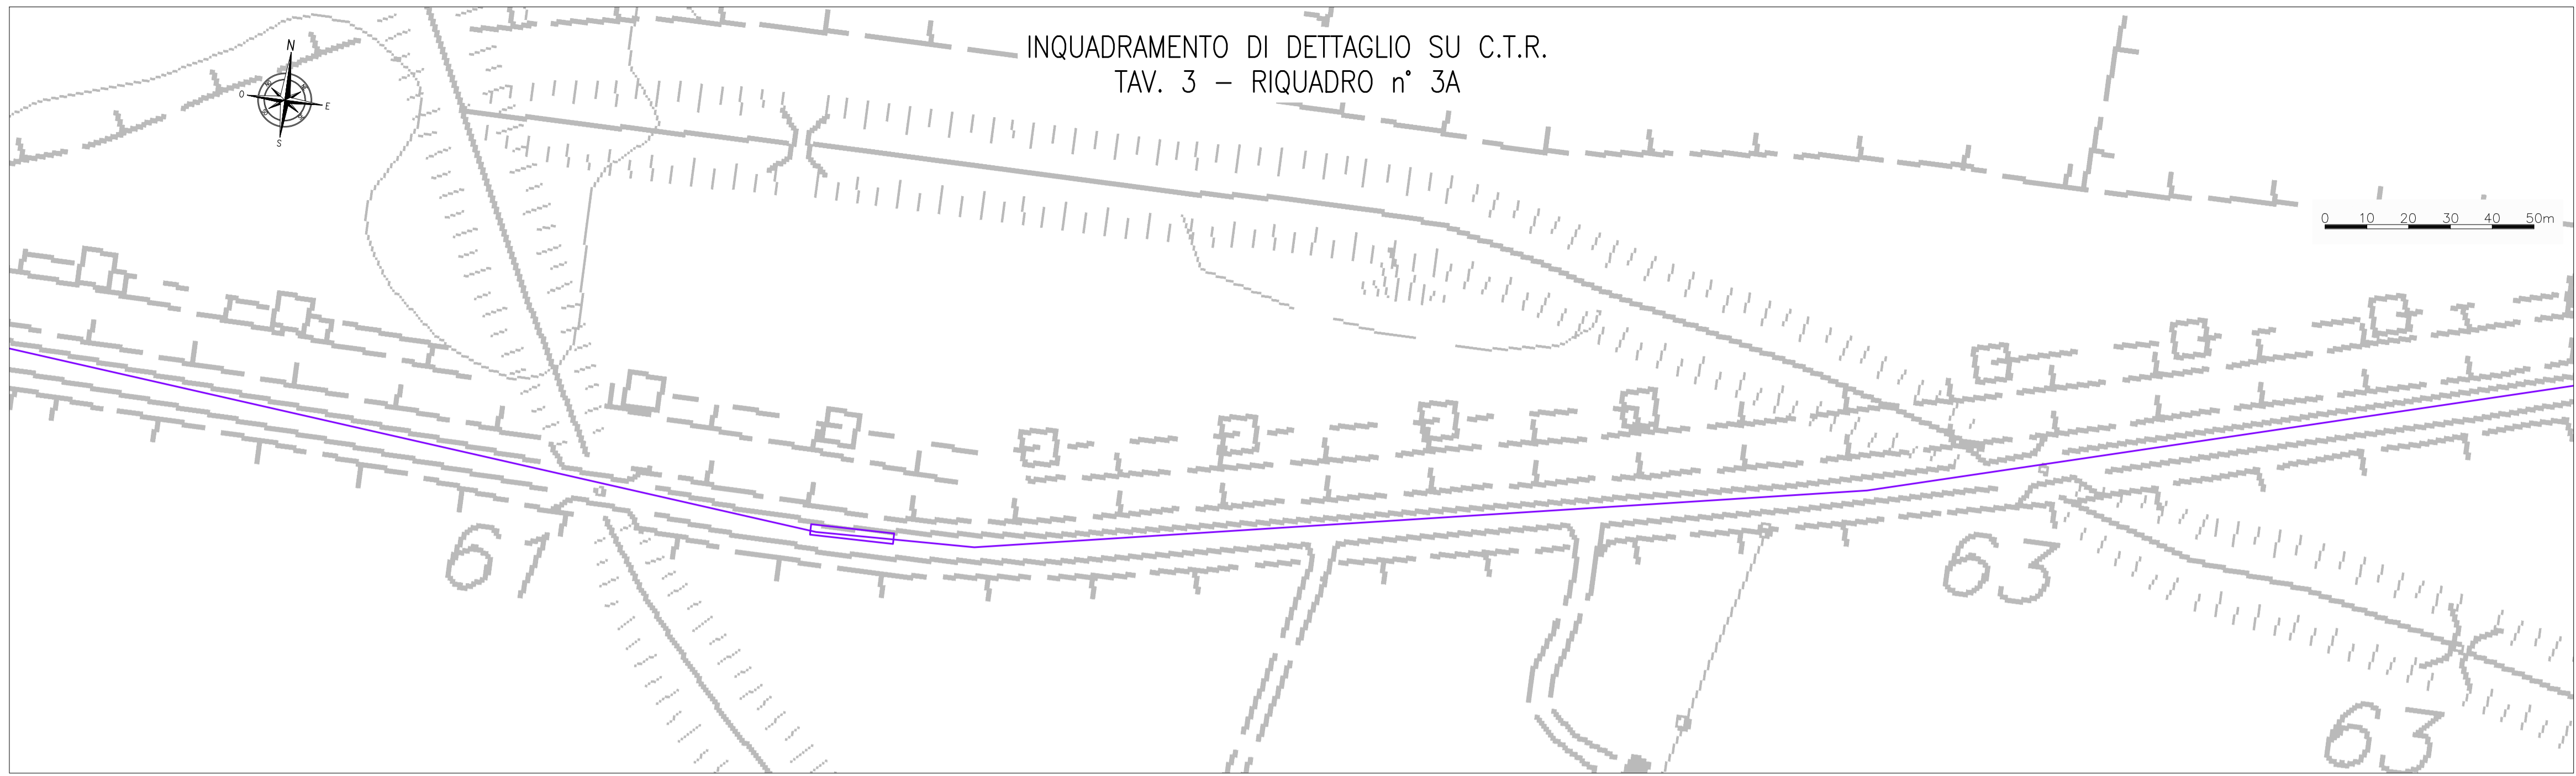 INQUADRAMENTO DI DETTAGLIO SU C.T.R.
TAV. 3 – RIQUADRO n° 3A
N
O
E
S
0 10 20 30 40 50m
61
63
63